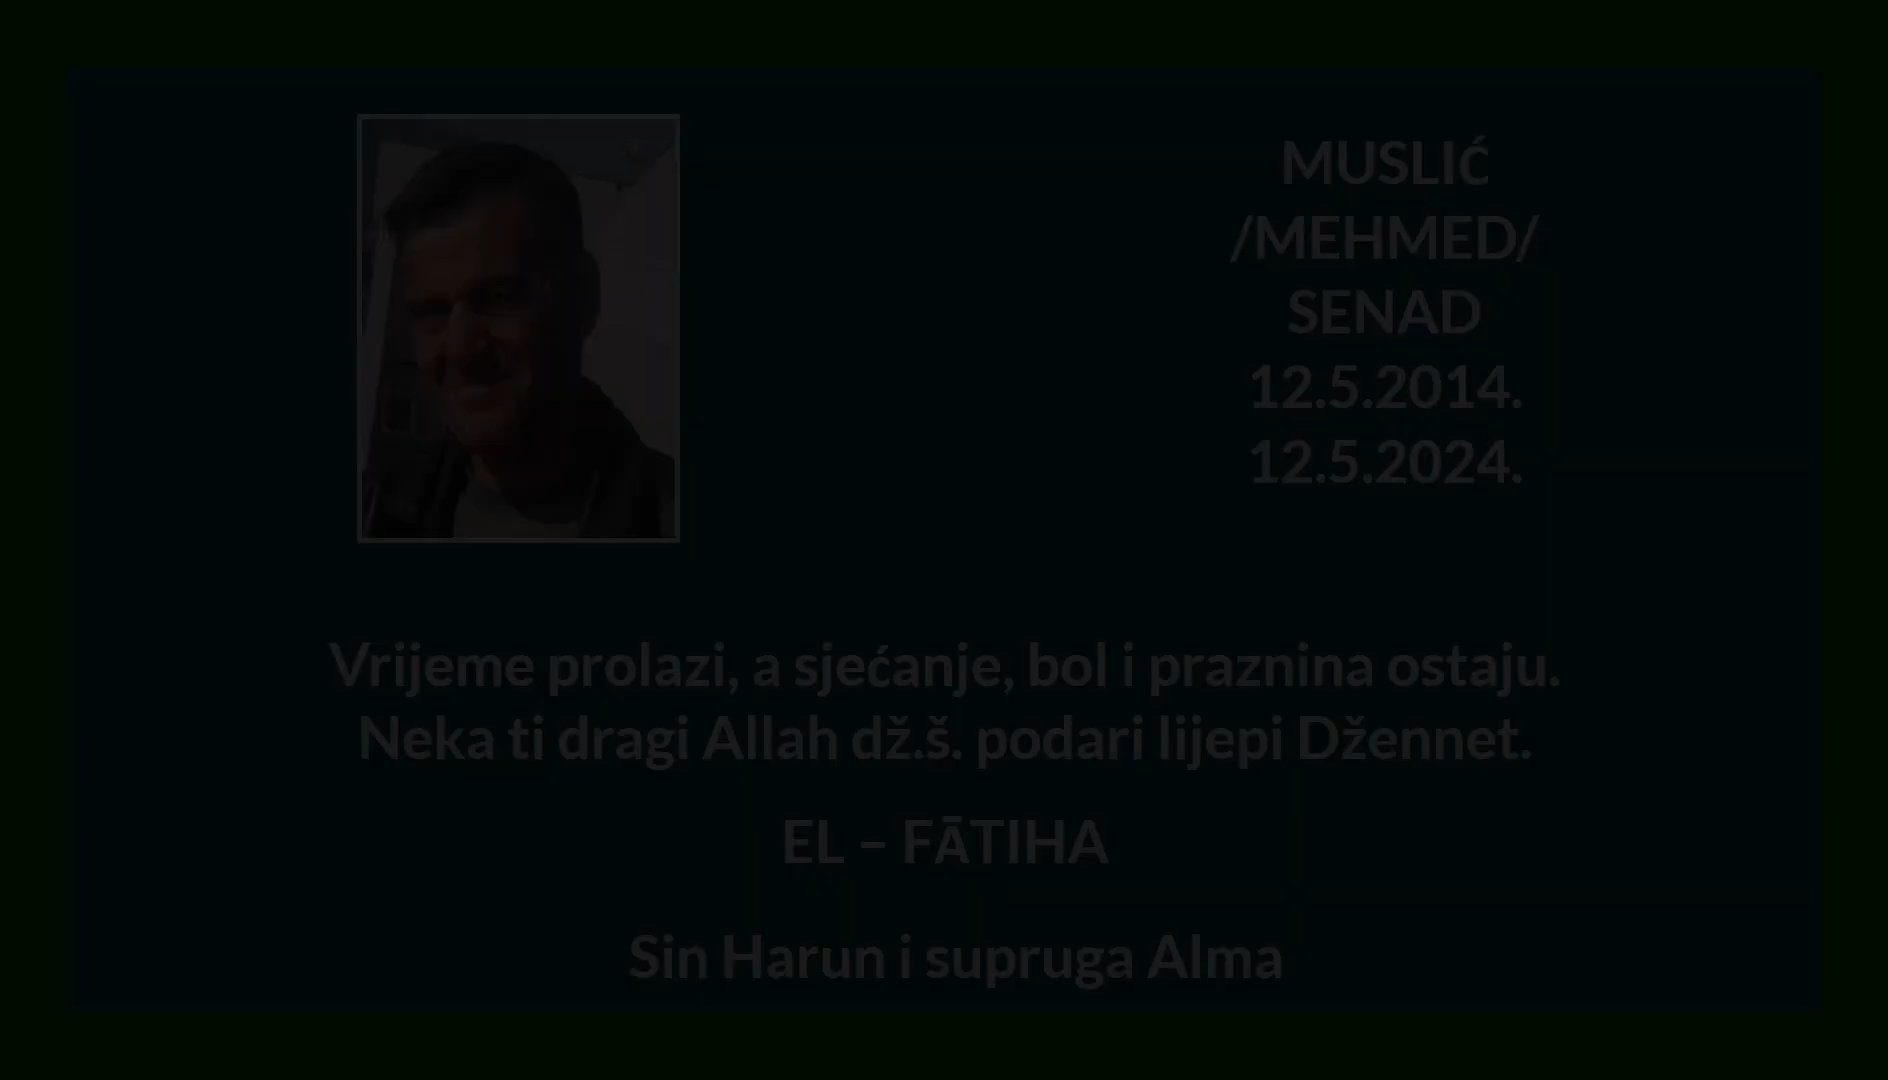 MUSLIĆ
/MEHMED/
SENAD
12.5.2014.
12.5.2024.
Vrijeme prolazi, a sjećanje, bol i praznina ostaju.
Neka ti dragi Allah dž.š. podari lijepi Džennet.
EL – FĀTIHA
Sin Harun i supruga Alma